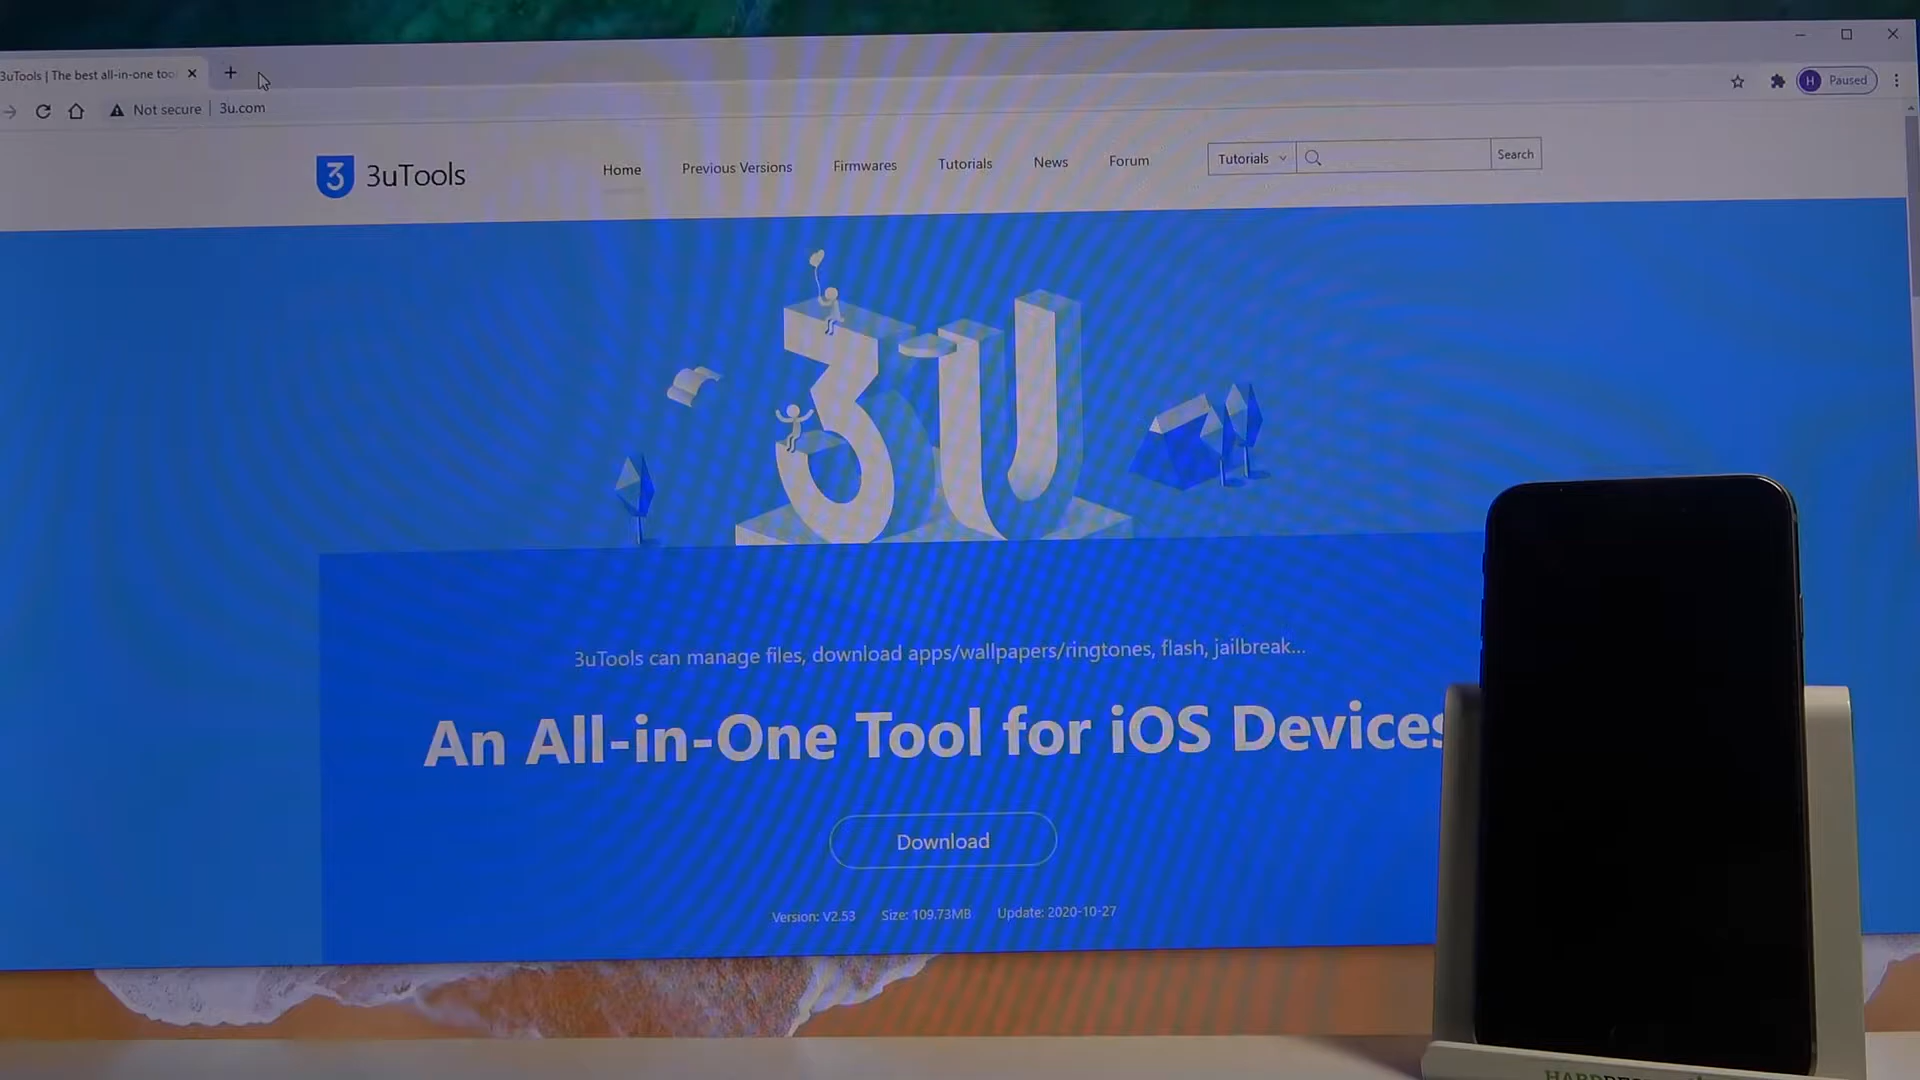 3uTools | The best all-in-one too
H Paused
Not secure | 3u.com
3 3uTools
Home Previous Versions Firmwares Tutorials News Forum
Tutorials Search
3U
3uTools can manage files, download apps/wallpapers/ringtones, flash, jailbreak...
An All-in-One Tool for iOS Devices
Download
Version: V2.53 Size: 109.73MB Update: 2020-10-27